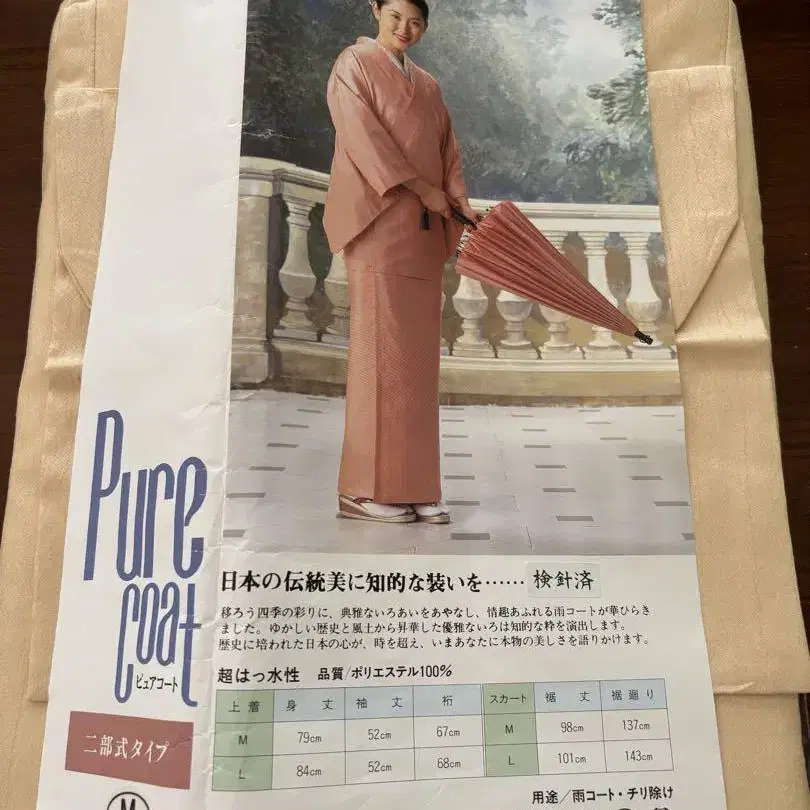 Pure
Coat
ピュアコート
二部式タイプ
M
日本の伝統美に知的な装いを…… 検針済
移ろう四季の彩りに、典雅ないろあいをあやなし、情趣あふれる雨コートが華ひらき
ました。ゆかしい歴史と風土から昇華した優雅ないろは知的な粋を演出します。
歴史に培われた日本の心が、時を超え、いまあなたに本物の美しさを語りかけます。
超はっ水性 品質/ポリエステル100%
上着 身丈 袖丈 裄 スカート 裾丈 裾廻り
M 79cm 52cm 67cm M 98cm 137cm
L 84cm 52cm 68cm L 101cm 143cm
用途/雨コート・チリ除け